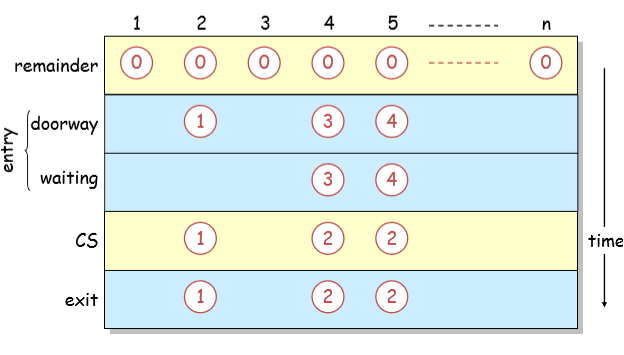 1 2 3 4 5 n
remainder 0 0 0 0 0 0
entry
doorway 1 3 4
waiting 3 4
CS 1 2 2
time
exit 1 2 2